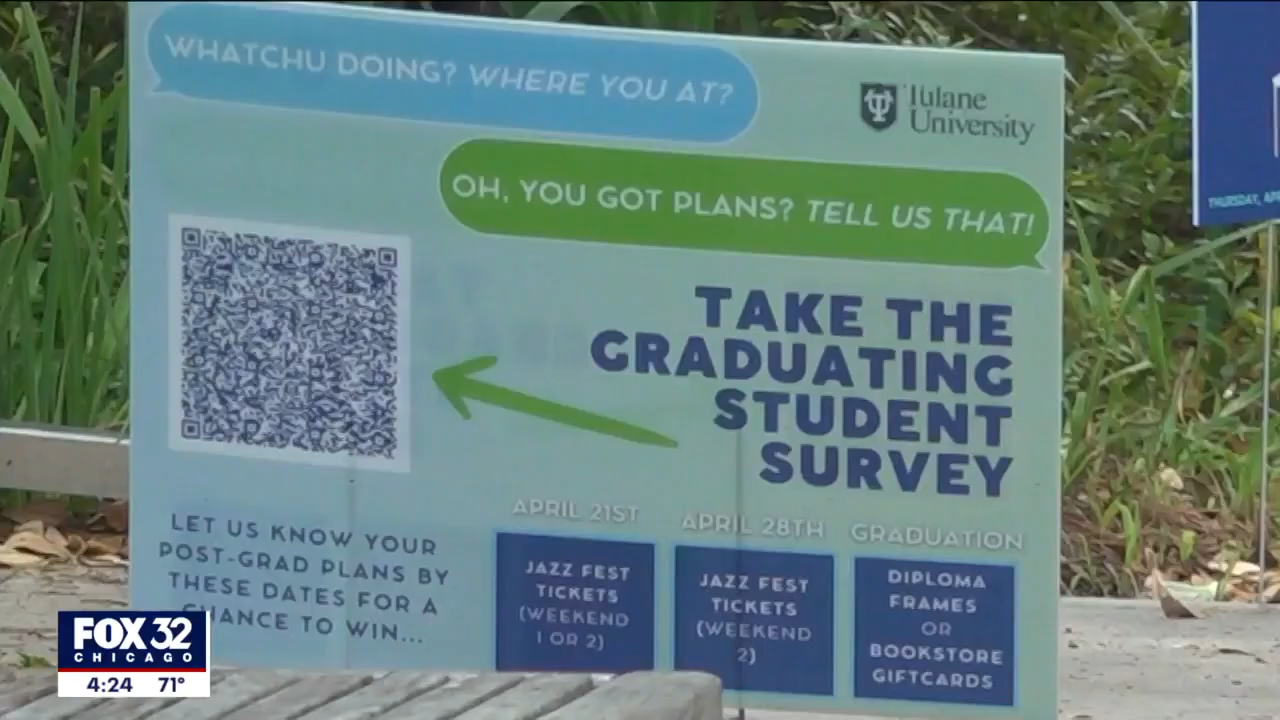 WHATCHU DOING? WHERE YOU AT?
Tulane
University
OH, YOU GOT PLANS? TELL US THAT!
TAKE THE
GRADUATING
STUDENT
SURVEY
LET US KNOW YOUR
POST-GRAD PLANS BY
THESE DATES FOR A
CHANCE TO WIN...
APRIL 21ST
JAZZ FEST
TICKETS
(WEEKEND
1 OR 2)
APRIL 28TH
JAZZ FEST
TICKETS
(WEEKEND
2)
GRADUATION
DIPLOMA
FRAMES
OR
BOOKSTORE
GIFTCARDS
THURSDAY,
FOX 32
CHICAGO
4:24 71°